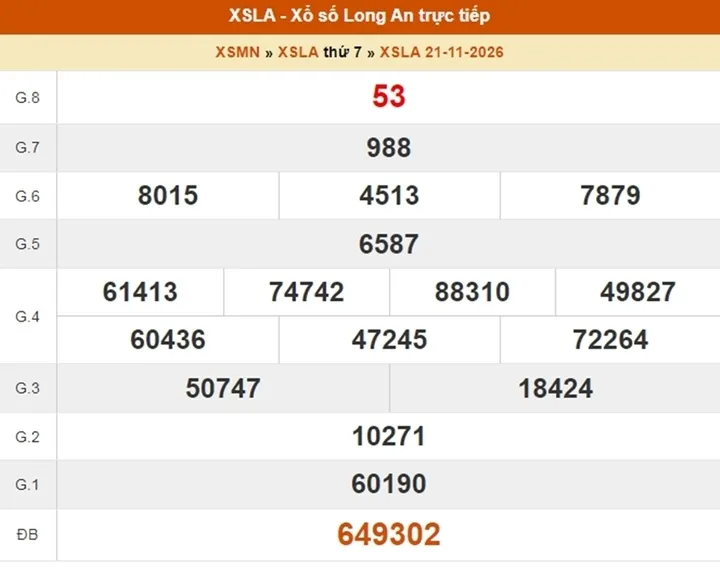 XSLA - Xổ số Long An trực tiếp
XSMN » XSLA thứ 7 » XSLA 21-11-2026
G.8 53
G.7 988
G.6 8015 4513 7879
G.5 6587
G.4 61413 74742 88310 49827
60436 47245 72264
G.3 50747 18424
G.2 10271
G.1 60190
ĐB 649302